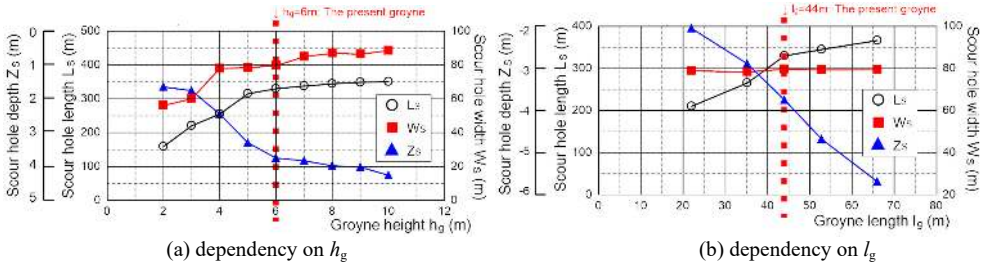 h₉=6m: The present groyne
Scour hole depth Zs (m)
0
1
2
3
4
5
Scour hole length Ls (m)
500
400
300
200
100
0
Ls
Ws
Zs
100
80
60
40
20
0
Scour hole width Ws (m)
0 2 4 6 8 10 12
Groyne height hg (m)
(a) dependency on hg
lg=44m: The present groyne
Scour hole depth Zs (m)
-2
-3
-4
-5
-6
Scour hole length Ls (m)
500
400
300
200
100
0
Ls
Ws
Zs
100
80
60
40
20
Scour hole width Ws (m)
0 10 20 30 40 50 60 70 80
Groyne length lg (m)
(b) dependency on lg